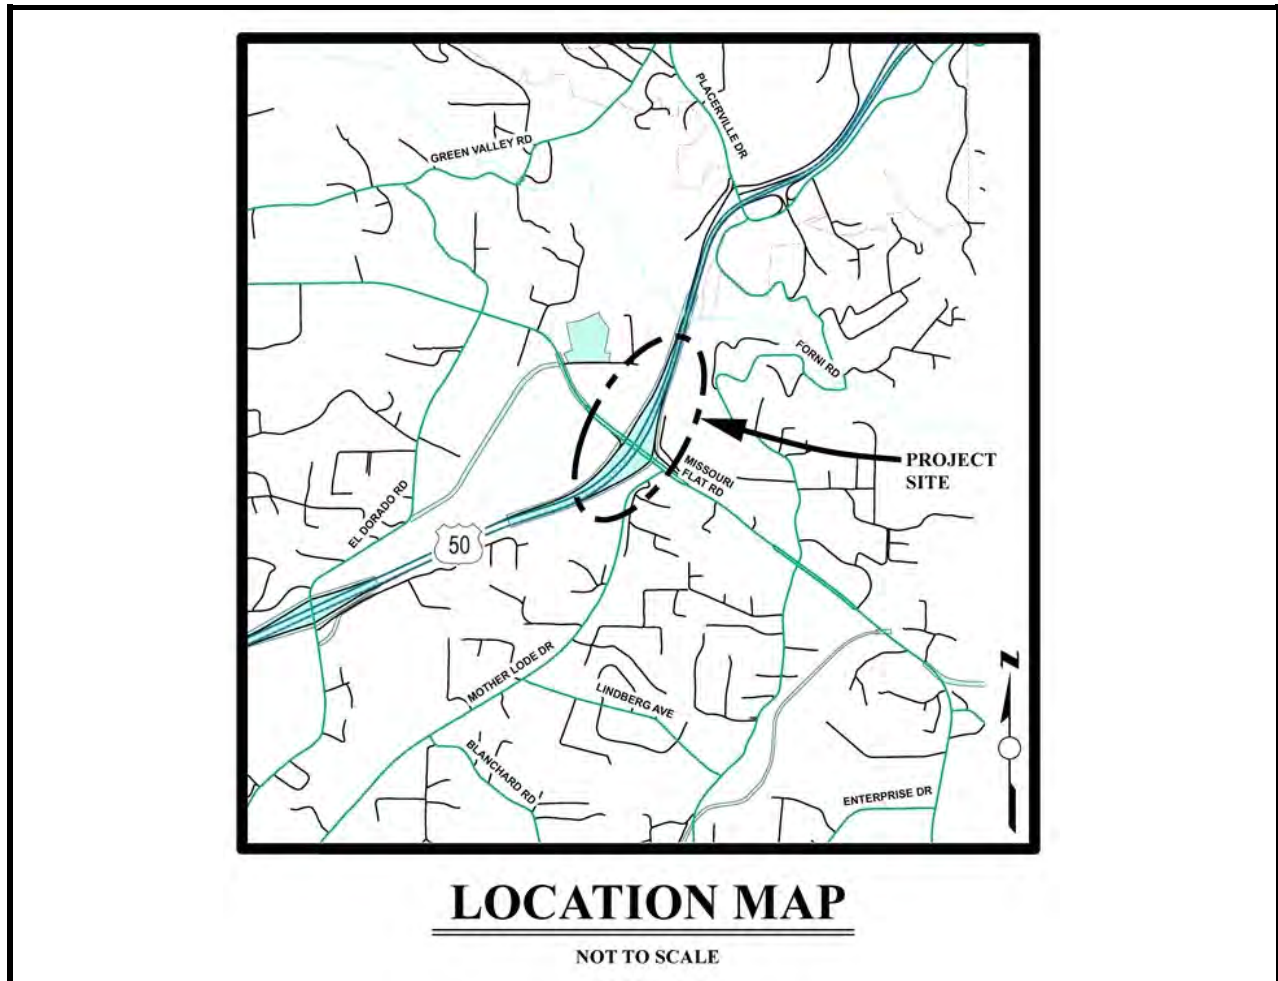 PLACERVILLE DR
GREEN VALLEY RD
FORNI RD
PROJECT
SITE
MISSOURI
FLAT RD
EL DORADO RD
50
N
MOTHER LODE DR
LINDBERG AVE
BLANCHARD RD
ENTERPRISE DR
LOCATION MAP
NOT TO SCALE